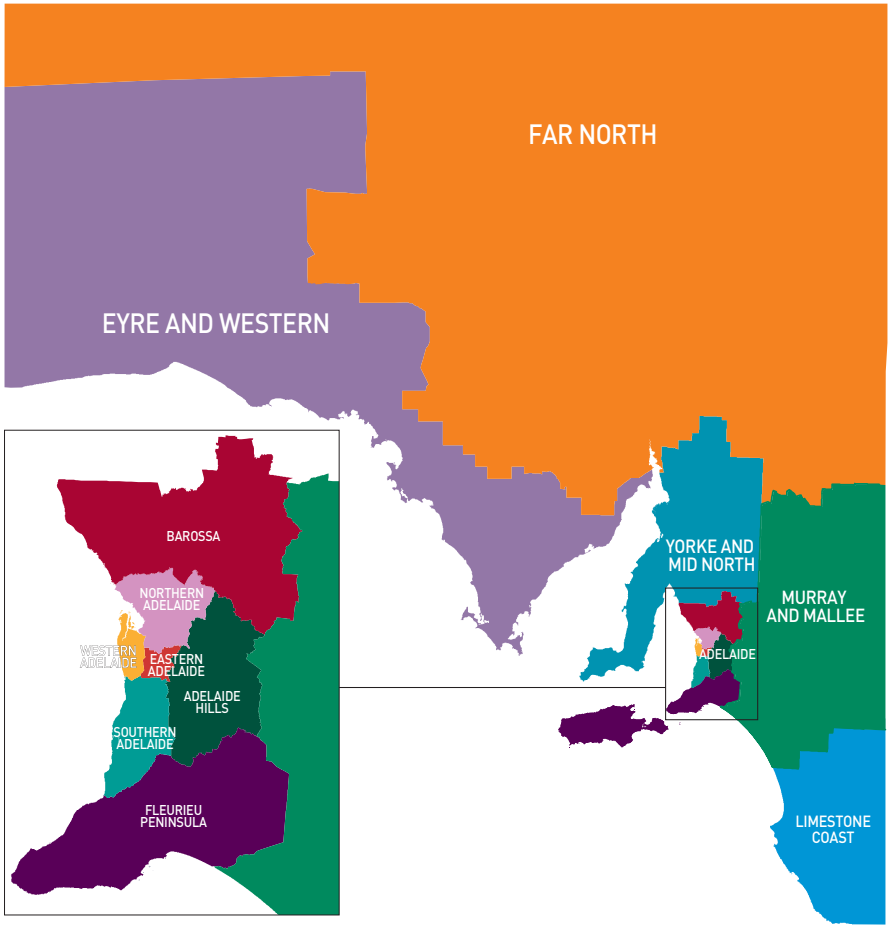 FAR NORTH
EYRE AND WESTERN
YORKE AND
MID NORTH
MURRAY
AND MALLEE
ADELAIDE
LIMESTONE
COAST
BAROSSA
NORTHERN
ADELAIDE
WESTERN
ADELAIDE
EASTERN
ADELAIDE
ADELAIDE
HILLS
SOUTHERN
ADELAIDE
FLEURIEU
PENINSULA